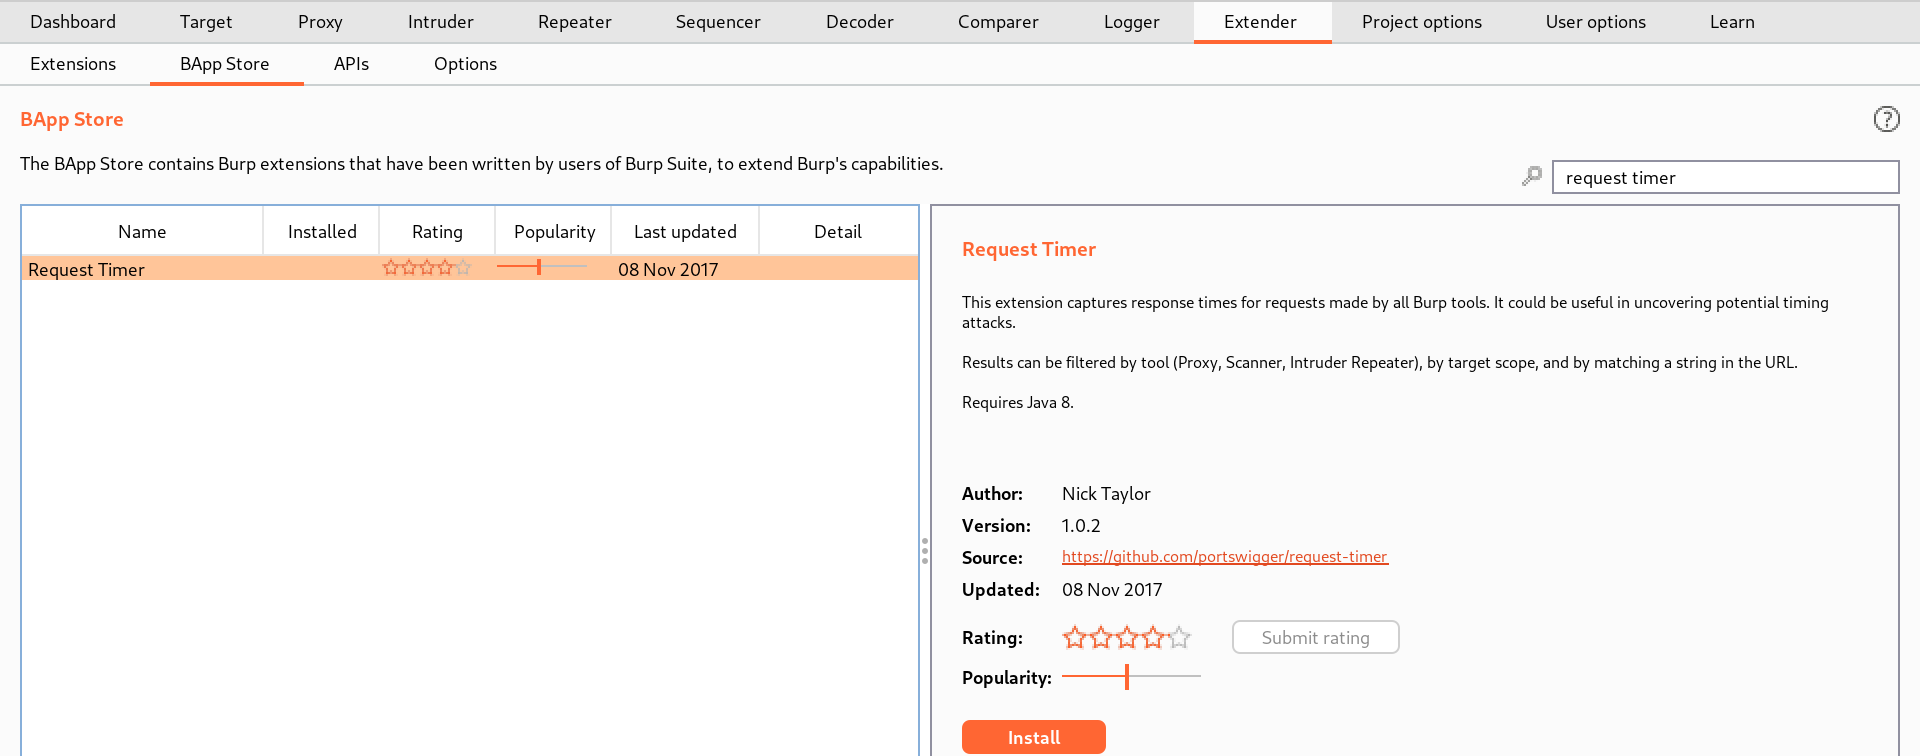 Dashboard Target Proxy Intruder Repeater Sequencer Decoder Comparer Logger Extender Project options User options Learn
Extensions BApp Store APIs Options
BApp Store
?
The BApp Store contains Burp extensions that have been written by users of Burp Suite, to extend Burp's capabilities.
request timer
Name Installed Rating Popularity Last updated Detail
Request Timer 08 Nov 2017
Request Timer
This extension captures response times for requests made by all Burp tools. It could be useful in uncovering potential timing
attacks.
Results can be filtered by tool (Proxy, Scanner, Intruder Repeater), by target scope, and by matching a string in the URL.
Requires Java 8.
Author: Nick Taylor
Version: 1.0.2
Source: https://github.com/portswigger/request-timer
Updated: 08 Nov 2017
Rating: Submit rating
Popularity:
Install